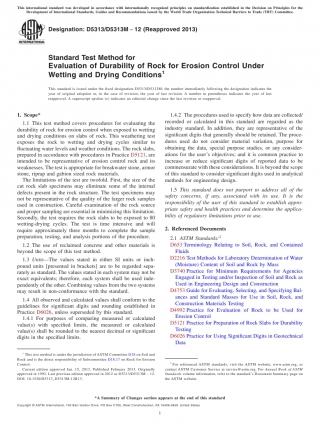 This international standard was developed in accordance with internationally recognized principles on standardization established in the Decision on Principles for the
Development of International Standards, Guides and Recommendations issued by the World Trade Organization Technical Barriers to Trade (TBT) Committee.
Designation: D5313/D5313M − 12 (Reapproved 2013)
Standard Test Method for
Evaluation of Durability of Rock for Erosion Control Under
Wetting and Drying Conditions¹
This standard is issued under the fixed designation D5313/D5313M; the number immediately following the designation indicates the
year of original adoption or, in the case of revision, the year of last revision. A number in parentheses indicates the year of last
reapproval. A superscript epsilon (ε) indicates an editorial change since the last revision or reapproval.
1. Scope*
1.1 This test method covers procedures for evaluating the
durability of rock for erosion control when exposed to wetting
and drying conditions on slabs of rock. This weathering test
exposes the rock to wetting and drying cycles similar to
fluctuating water levels and weather conditions. The rock slabs,
prepared in accordance with procedures in Practice D5121, are
intended to be representative of erosion control rock and its
weaknesses. The test is appropriate for breakwater stone, armor
stone, riprap and gabion sized rock materials.
The limitations of the test are twofold. First, the size of the
cut rock slab specimens may eliminate some of the internal
defects present in the rock structure. The test specimens may
not be representative of the quality of the larger rock samples
used in construction. Careful examination of the rock source
and proper sampling are essential in minimizing this limitation.
Secondly, the test requires the rock slabs to be exposed to 80
wetting-drying cycles. The test is time intensive and will
require approximately three months to complete the sample
preparation, testing, and analysis portions of the procedure.
1.2 The use of reclaimed concrete and other materials is
beyond the scope of this test method.
1.3 Units—The values stated in either SI units or inch-
pound units [presented in brackets] are to be regarded sepa-
rately as standard. The values stated in each system may not be
exact equivalents; therefore, each system shall be used inde-
pendently of the other. Combining values from the two systems
may result in non-conformance with the standard.
1.4 All observed and calculated values shall conform to the
guidelines for significant digits and rounding established in
Practice D6026, unless superseded by this standard.
1.4.1 For purposes of comparing measured or calculated
value(s) with specified limits, the measured or calculated
value(s) shall be rounded to the nearest decimal or significant
digits in the specified limits.
1.4.2 The procedures used to specify how data are collected/
recorded or calculated in this standard are regarded as the
industry standard. In addition, they are representative of the
significant digits that generally should be retained. The proce-
dures used do not consider material variation, purpose for
obtaining the data, special purpose studies, or any consider-
ations for the user's objectives; and it is common practice to
increase or reduce significant digits of reported data to be
commensurate with these considerations. It is beyond the scope
of this standard to consider significant digits used in analytical
methods for engineering design.
1.5 This standard does not purport to address all of the
safety concerns, if any, associated with its use. It is the
responsibility of the user of this standard to establish appro-
priate safety and health practices and determine the applica-
bility of regulatory limitations prior to use.
2. Referenced Documents
2.1 ASTM Standards:²
D653 Terminology Relating to Soil, Rock, and Contained
Fluids
D2216 Test Methods for Laboratory Determination of Water
(Moisture) Content of Soil and Rock by Mass
D3740 Practice for Minimum Requirements for Agencies
Engaged in Testing and/or Inspection of Soil and Rock as
Used in Engineering Design and Construction
D4753 Guide for Evaluating, Selecting, and Specifying Bal-
ances and Standard Masses for Use in Soil, Rock, and
Construction Materials Testing
D4992 Practice for Evaluation of Rock to be Used for
Erosion Control
D5121 Practice for Preparation of Rock Slabs for Durability
Testing
D6026 Practice for Using Significant Digits in Geotechnical
Data
¹ This test method is under the jurisdiction of ASTM Committee D18 on Soil and
Rock and is the direct responsibility of Subcommittee D18.17 on Rock for Erosion
Control.
² For referenced ASTM standards, visit the ASTM website, www.astm.org, or
contact ASTM Customer Service at service@astm.org. For Annual Book of ASTM
Standards volume information, refer to the standard's Document Summary page on
the ASTM website.
*A Summary of Changes section appears at the end of this standard
1